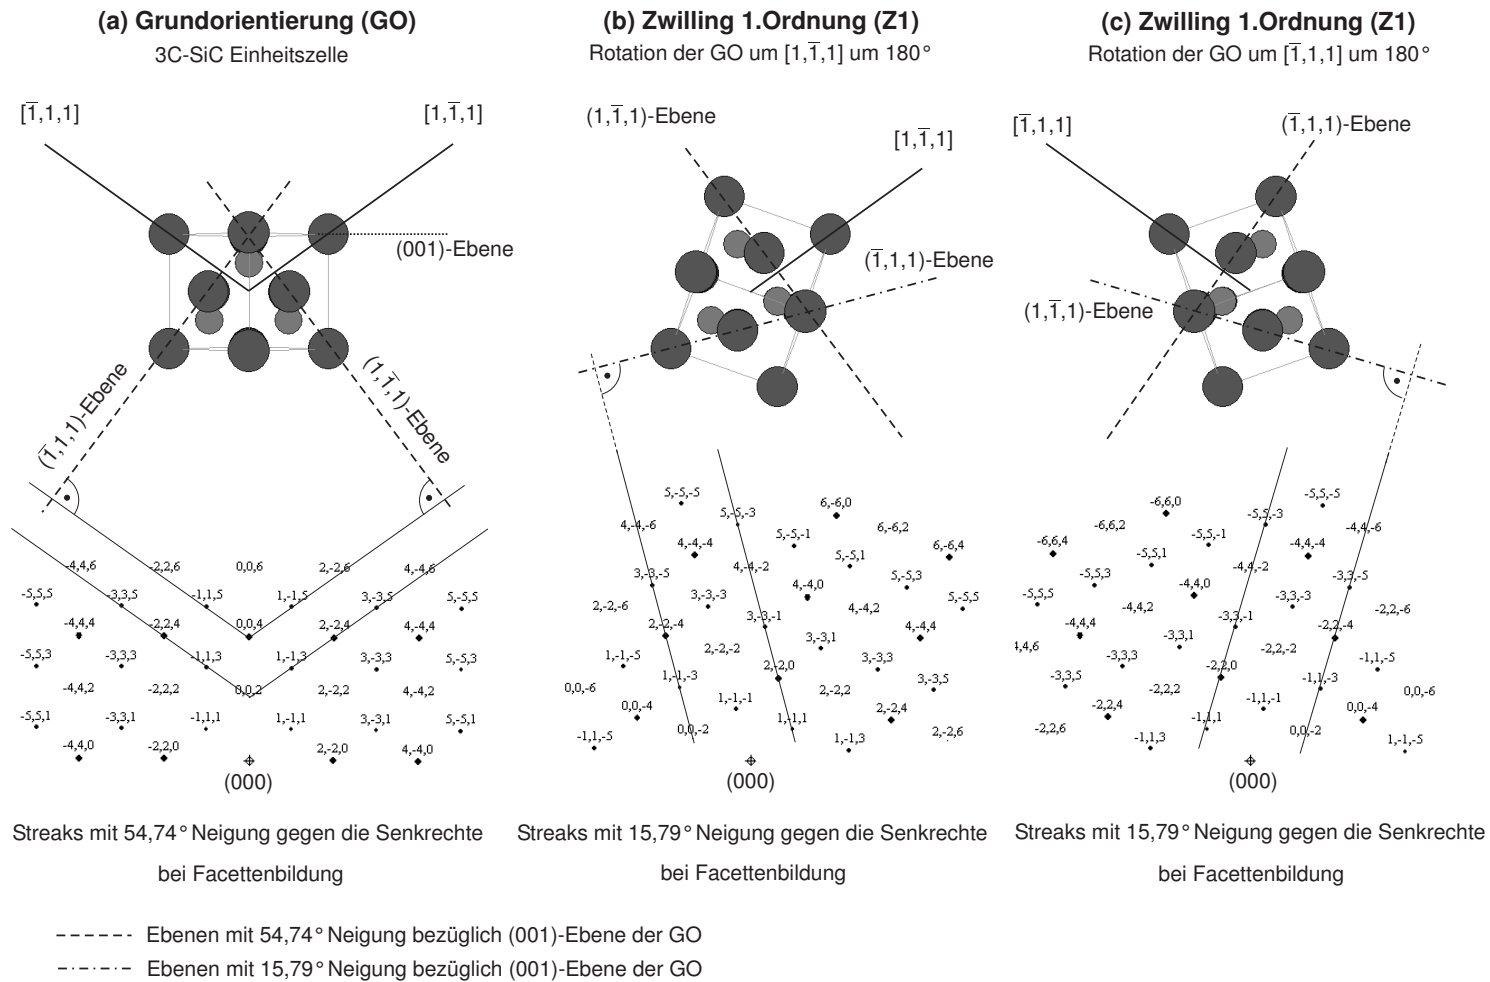 (a) Grundorientierung (GO)
3C-SiC Einheitszelle
[1̅,1,1]
[1,1̅,1]
(001)-Ebene
(1̅,1,1)-Ebene
(1,1̅,1)-Ebene
-4,4,6 -2,2,6 0,0,6 2,-2,6 4,-4,6
-5,5,5 -3,3,5 -1,1,5 1,-1,5 3,-3,5 5,-5,5
-4,4,4 -2,2,4 0,0,4 2,-2,4 4,-4,4
-5,5,3 -3,3,3 -1,1,3 1,-1,3 3,-3,3 5,-5,3
-4,4,2 -2,2,2 0,0,2 2,-2,2 4,-4,2
-5,5,1 -3,3,1 -1,1,1 1,-1,1 3,-3,1 5,-5,1
-4,4,0 -2,2,0 2,-2,0 4,-4,0
(000)
Streaks mit 54,74° Neigung gegen die Senkrechte
bei Facettenbildung
(b) Zwilling 1.Ordnung (Z1)
Rotation der GO um [1,1̅,1] um 180°
(1,1̅,1)-Ebene
[1,1̅,1]
(1̅,1,1)-Ebene
5,-5,-5
6,-6,0
5,-5,-3
4,-4,-6
6,-6,2
5,-5,-1
4,-4,-4
6,-6,4
5,-5,1
4,-4,-2
3,-3,-5
5,-5,3
4,-4,0
3,-3,-3
5,-5,5
2,-2,-6
4,-4,2
3,-3,-1
2,-2,-4
4,-4,4
3,-3,1
2,-2,-2
1,-1,-5
3,-3,3
2,-2,0
1,-1,-3
3,-3,5
0,0,-6
2,-2,2
1,-1,-1
0,0,-4
2,-2,4
1,-1,1
0,0,-2
2,-2,6
-1,1,-5
1,-1,3
(000)
Streaks mit 15,79° Neigung gegen die Senkrechte
bei Facettenbildung
(c) Zwilling 1.Ordnung (Z1)
Rotation der GO um [1̅,1,1] um 180°
[1̅,1,1]
(1̅,1,1)-Ebene
(1,1̅,1)-Ebene
-5,5,-5
-6,6,0
-5,5,-3
-6,6,2
-4,4,-6
-5,5,-1
-6,6,4
-4,4,-4
-5,5,1
-4,4,-2
-5,5,3
-3,3,-5
-4,4,0
-5,5,5
-3,3,-3
-4,4,2
-2,2,-6
-3,3,-1
-4,4,4
-2,2,-4
-3,3,1
4,4,6
-2,2,-2
-3,3,3
-1,1,-5
-2,2,0
-3,3,5
-1,1,-3
-2,2,2
0,0,-6
-1,1,-1
-2,2,4
0,0,-4
-1,1,1
-2,2,6
0,0,-2
-1,1,3
1,-1,-5
(000)
Streaks mit 15,79° Neigung gegen die Senkrechte
bei Facettenbildung
Ebenen mit 54,74° Neigung bezüglich (001)-Ebene der GO
Ebenen mit 15,79° Neigung bezüglich (001)-Ebene der GO